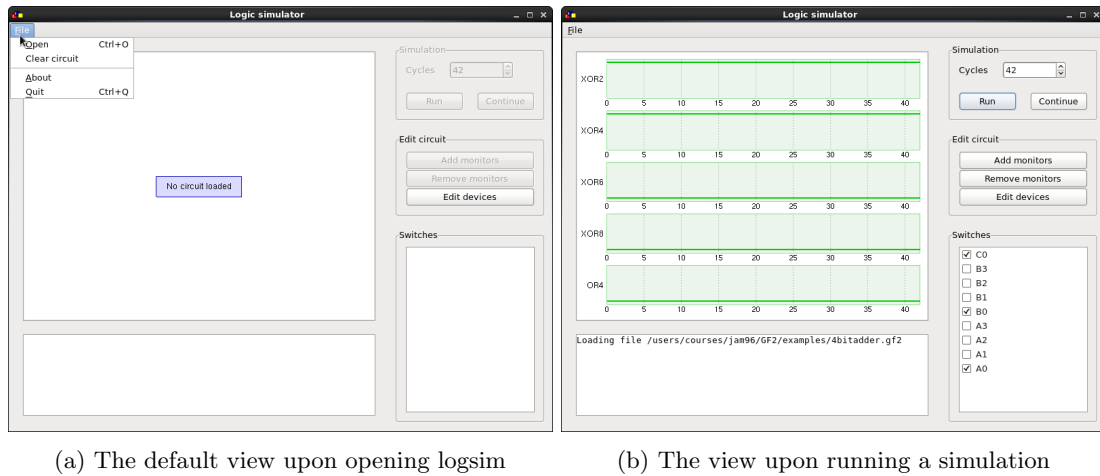 Logic simulator
File
Open Ctrl+O
Clear circuit
About
Quit Ctrl+Q
No circuit loaded
Simulation
Cycles 42
Run Continue
Edit circuit
Add monitors
Remove monitors
Edit devices
Switches
(a) The default view upon opening logsim
Logic simulator
File
XOR2
0 5 10 15 20 25 30 35 40
XOR4
0 5 10 15 20 25 30 35 40
XOR6
0 5 10 15 20 25 30 35 40
XOR8
0 5 10 15 20 25 30 35 40
OR4
0 5 10 15 20 25 30 35 40
Loading file /users/courses/jam96/GF2/examples/4bitadder.gf2
Simulation
Cycles 42
Run Continue
Edit circuit
Add monitors
Remove monitors
Edit devices
Switches
C0
B3
B2
B1
B0
A3
A2
A1
A0
(b) The view upon running a simulation